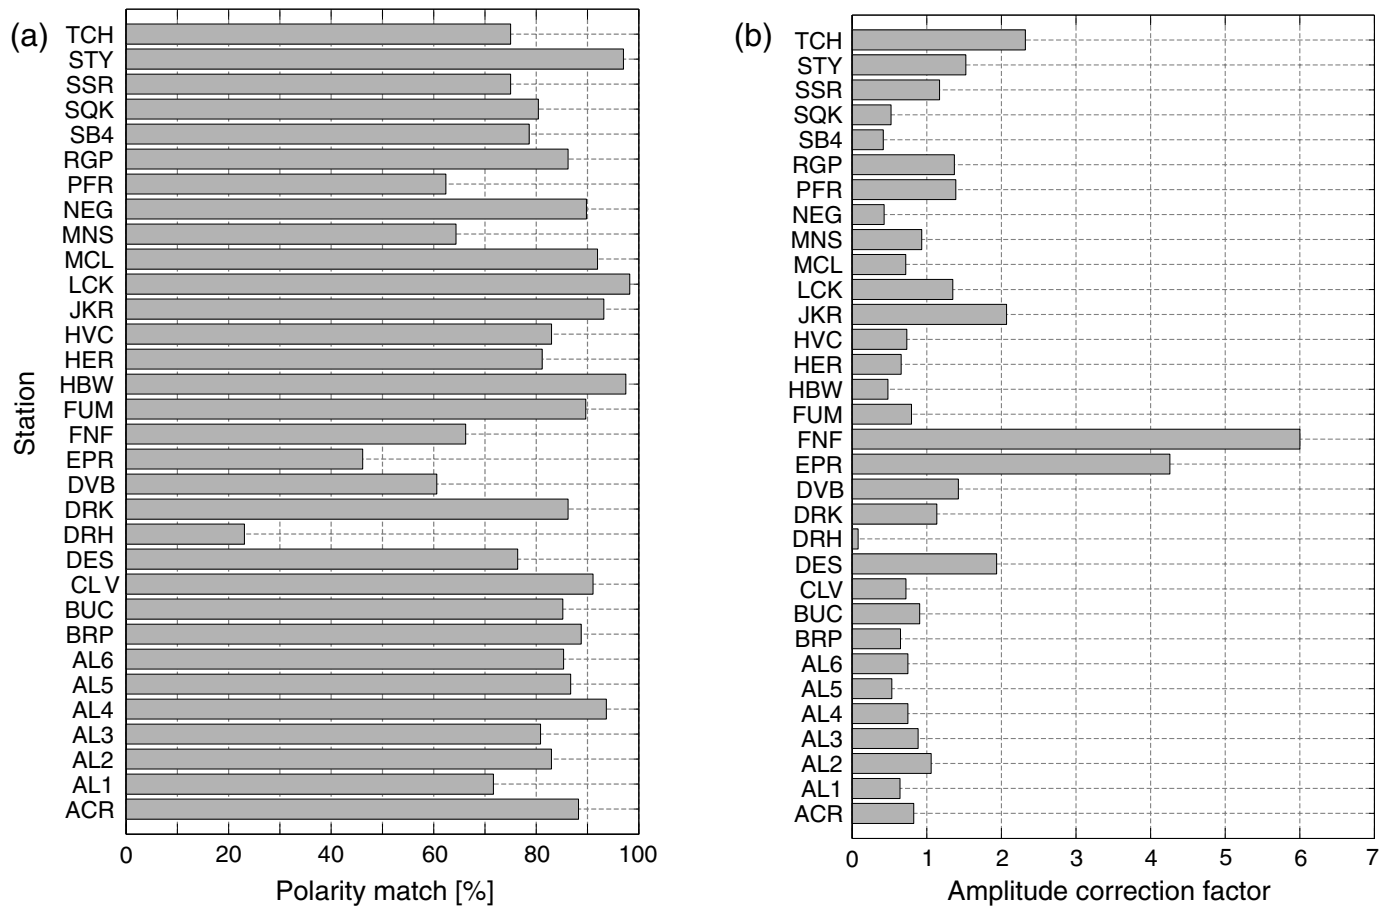 (a)
TCH
STY
SSR
SQK
SB4
RGP
PFR
NEG
MNS
MCL
LCK
JKR
HVC
HER
HBW
FUM
FNF
EPR
DVB
DRK
DRH
DES
CLV
BUC
BRP
AL6
AL5
AL4
AL3
AL2
AL1
ACR
Station
0 20 40 60 80 100
Polarity match [%]
(b)
TCH
STY
SSR
SQK
SB4
RGP
PFR
NEG
MNS
MCL
LCK
JKR
HVC
HER
HBW
FUM
FNF
EPR
DVB
DRK
DRH
DES
CLV
BUC
BRP
AL6
AL5
AL4
AL3
AL2
AL1
ACR
0 1 2 3 4 5 6 7
Amplitude correction factor